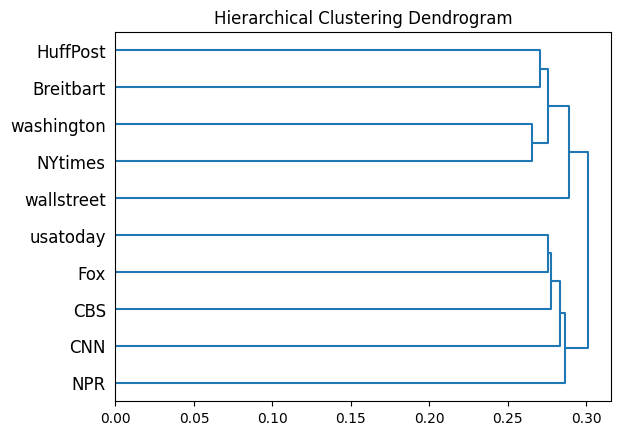 Hierarchical Clustering Dendrogram
HuffPost
Breitbart
washington
NYtimes
wallstreet
usatoday
Fox
CBS
CNN
NPR
0.00 0.05 0.10 0.15 0.20 0.25 0.30